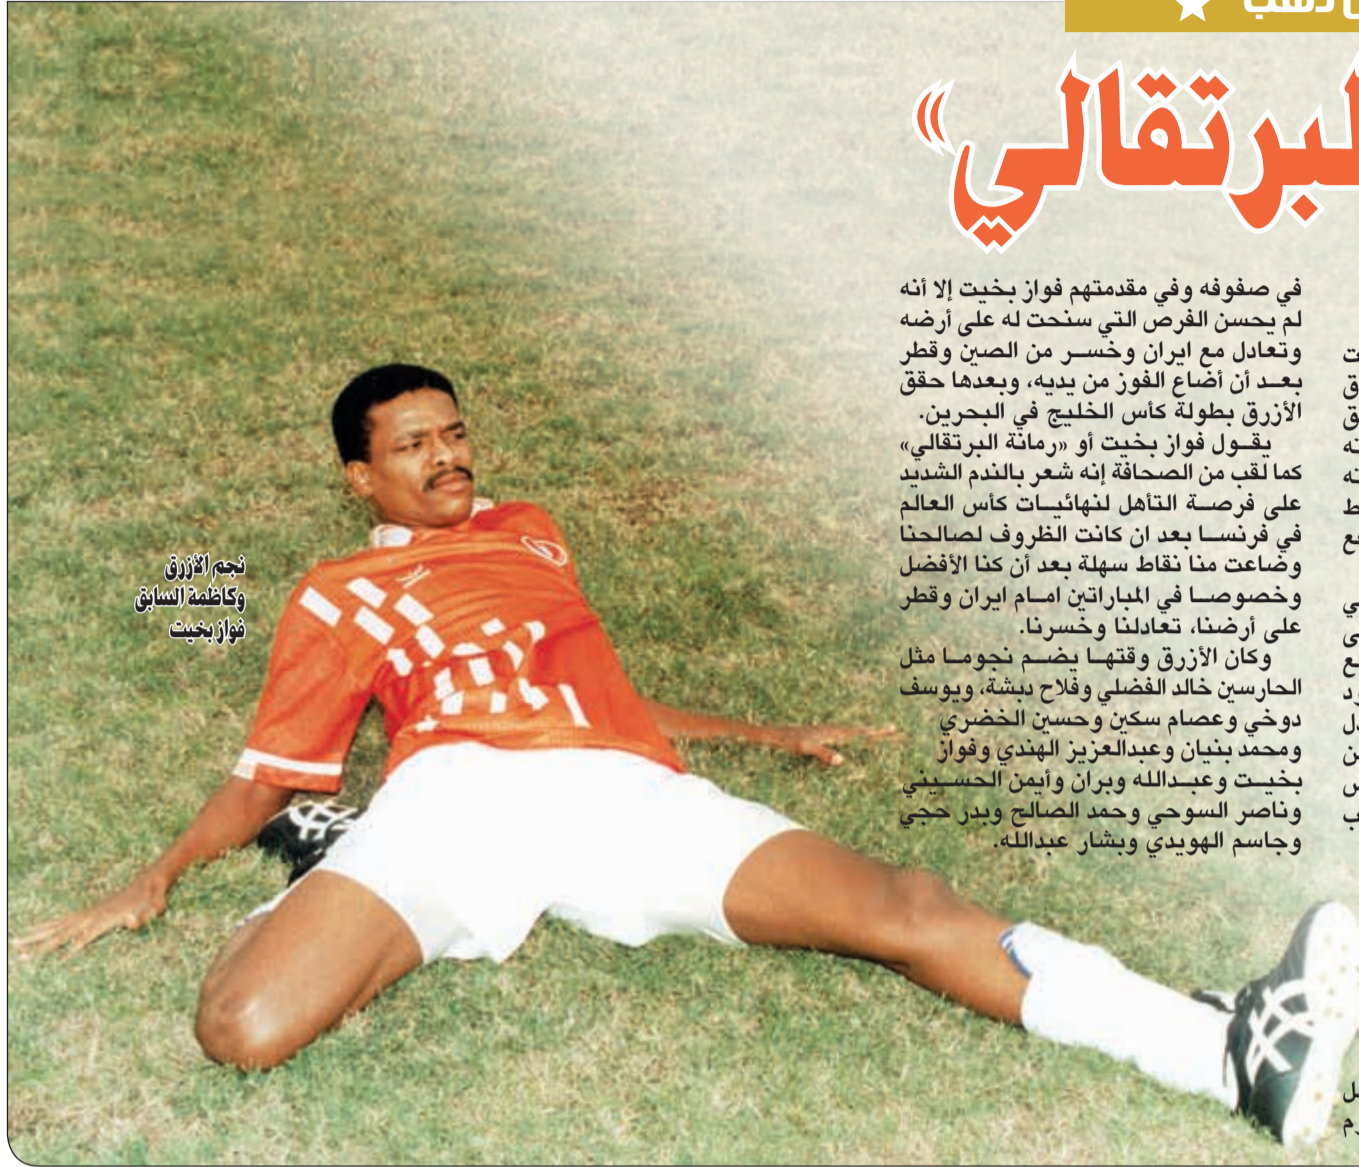 لبرتقالي»
في صفوفه وفي مقدمتهم فواز بخيت إلا أنه
لم يحسن الفرص التي سنحت له على أرضه
وتعادل مع ايران وخسر من الصين وقطر
بعد أن أضاع الفوز من يديه، وبعدها حقق
الأزرق بطولة كأس الخليج في البحرين.
يقول فواز بخيت أو «رمانة البرتقالي»
كما لقب من الصحافة إنه شعر بالندم الشديد
على فرصة التأهل لنهائيات كأس العالم
في فرنسا بعد ان كانت الظروف لصالحنا
وضاعت منا نقاط سهلة بعد أن كنا الأفضل
وخصوصا في المباراتين امام ايران وقطر
على أرضنا، تعادلنا وخسرنا.
وكان الأزرق وقتها يضم نجوما مثل
الحارسين خالد الفضلي وفلاح دبشة، ويوسف
دوخي وعصام سكين وحسين الخضري
ومحمد بنيان وعبدالعزيز الهندي وفواز
بخيت وعبدالله وبران وأيمن الحسيني
وناصر السوحي وحمد الصالح وبدر حجي
وجاسم الهويدي وبشار عبدالله.
نجم الأزرق
وكاظمة السابق
فواز بخيت